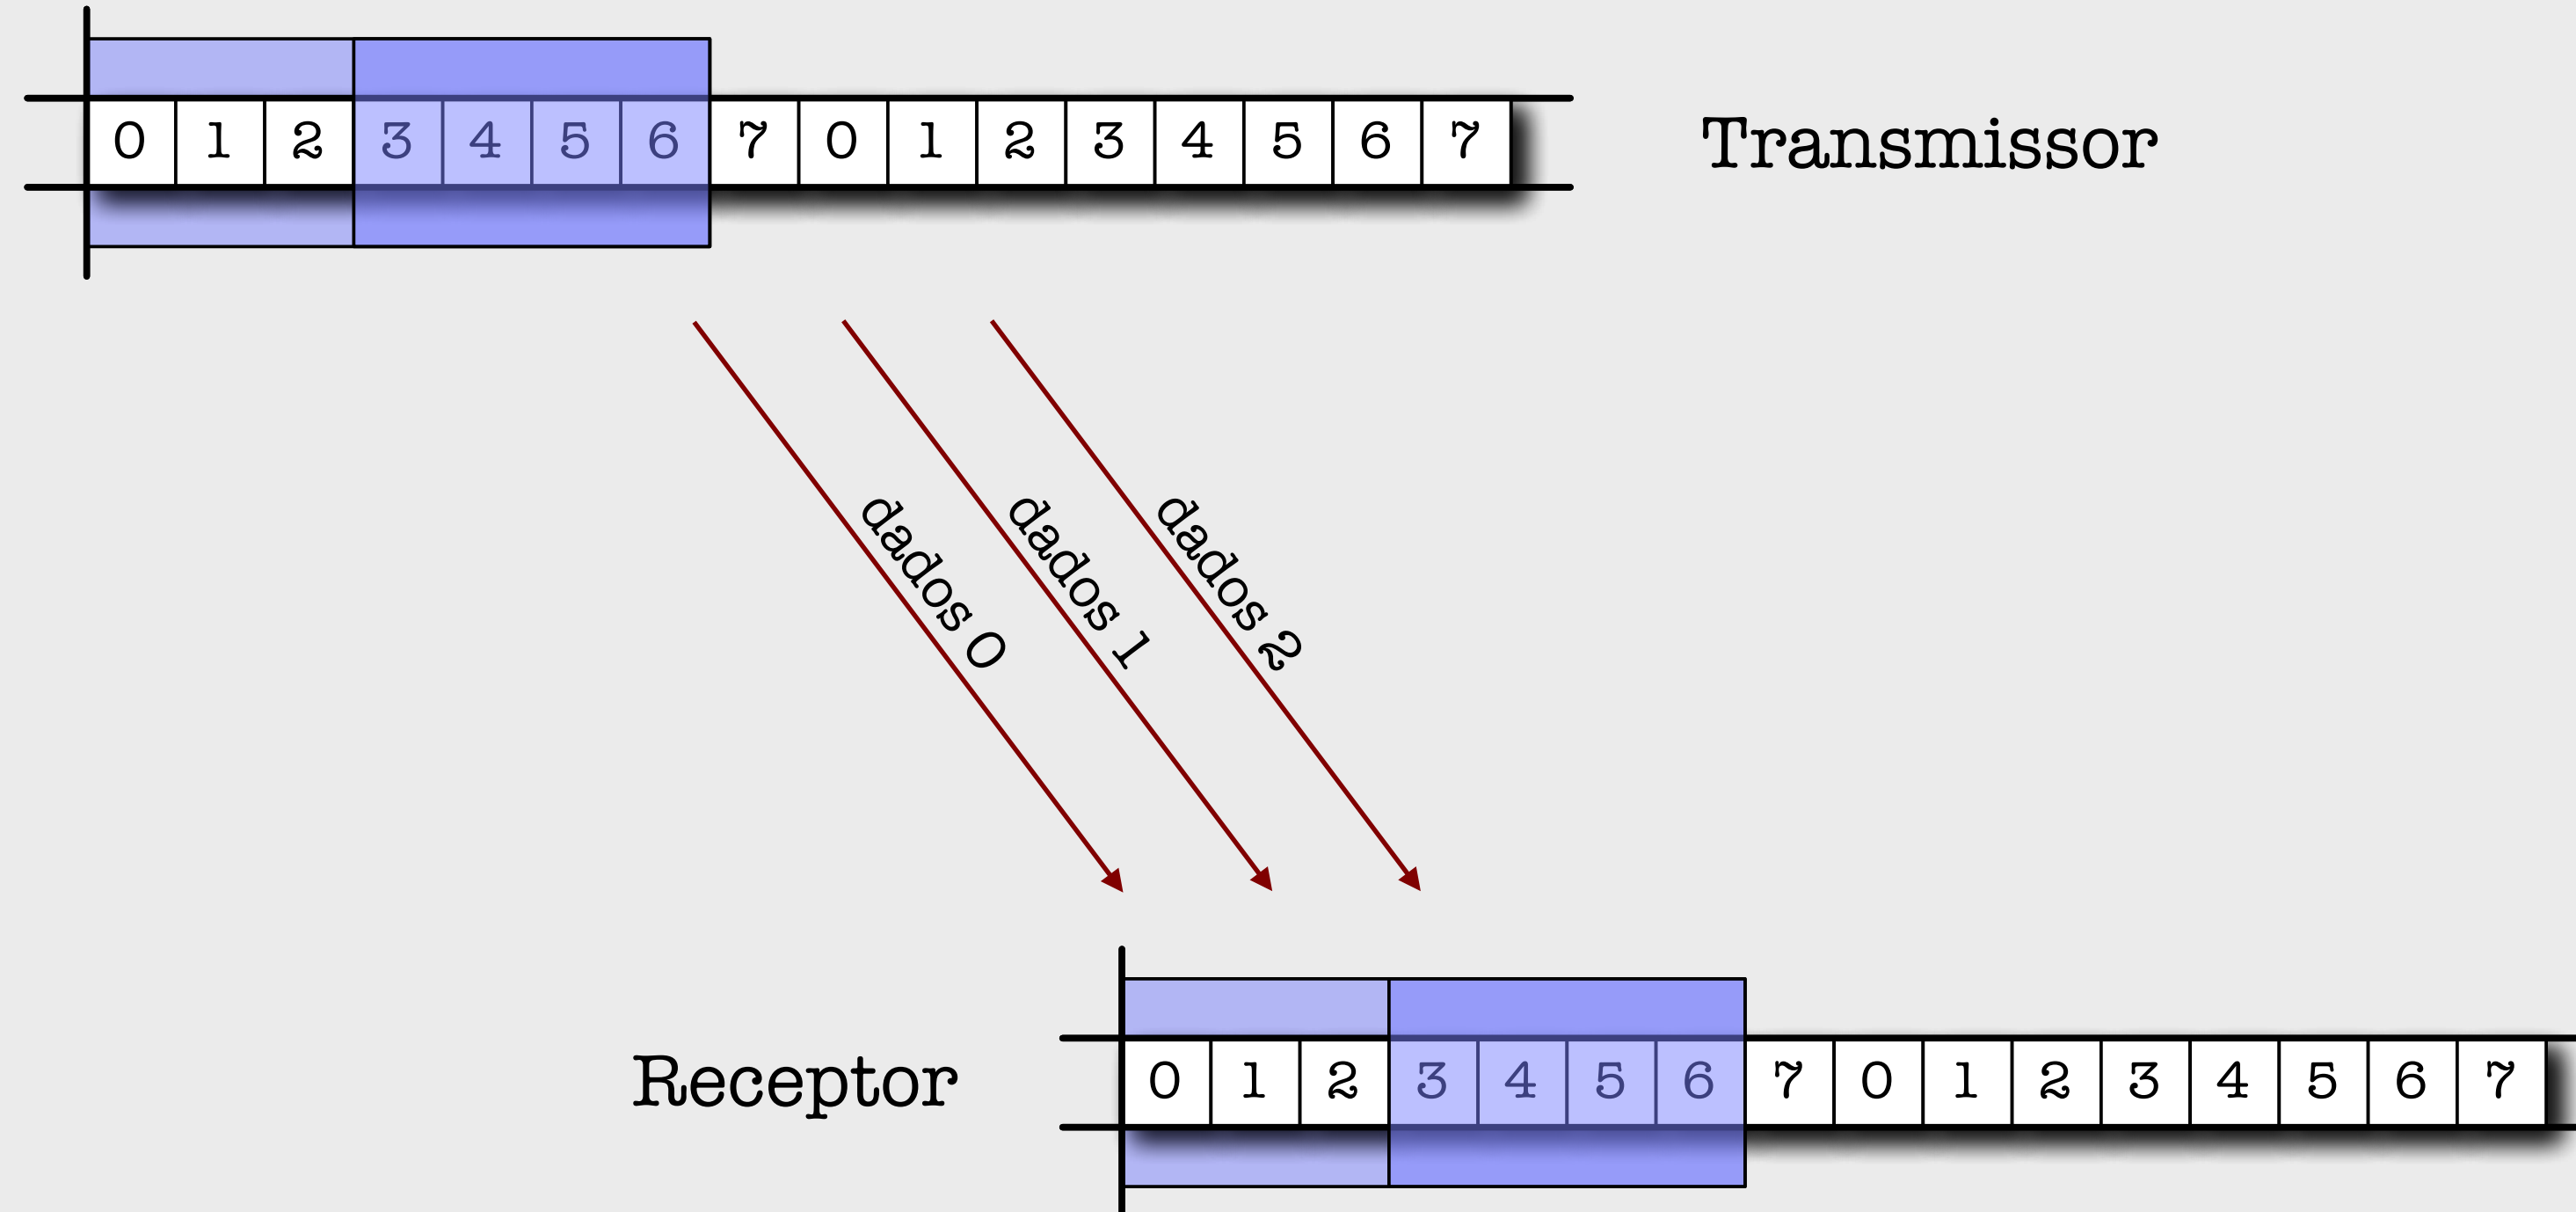 0 1 2 3 4 5 6 7 0 1 2 3 4 5 6 7 Transmissor
dados 0
dados 1
dados 2
Receptor 0 1 2 3 4 5 6 7 0 1 2 3 4 5 6 7